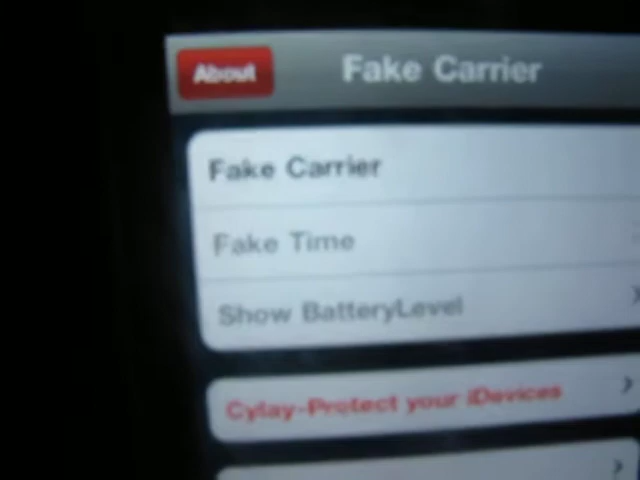 About
Fake Carrier
Fake Carrier
Fake Time
Show BatteryLevel
Cylay-Protect your iDevices